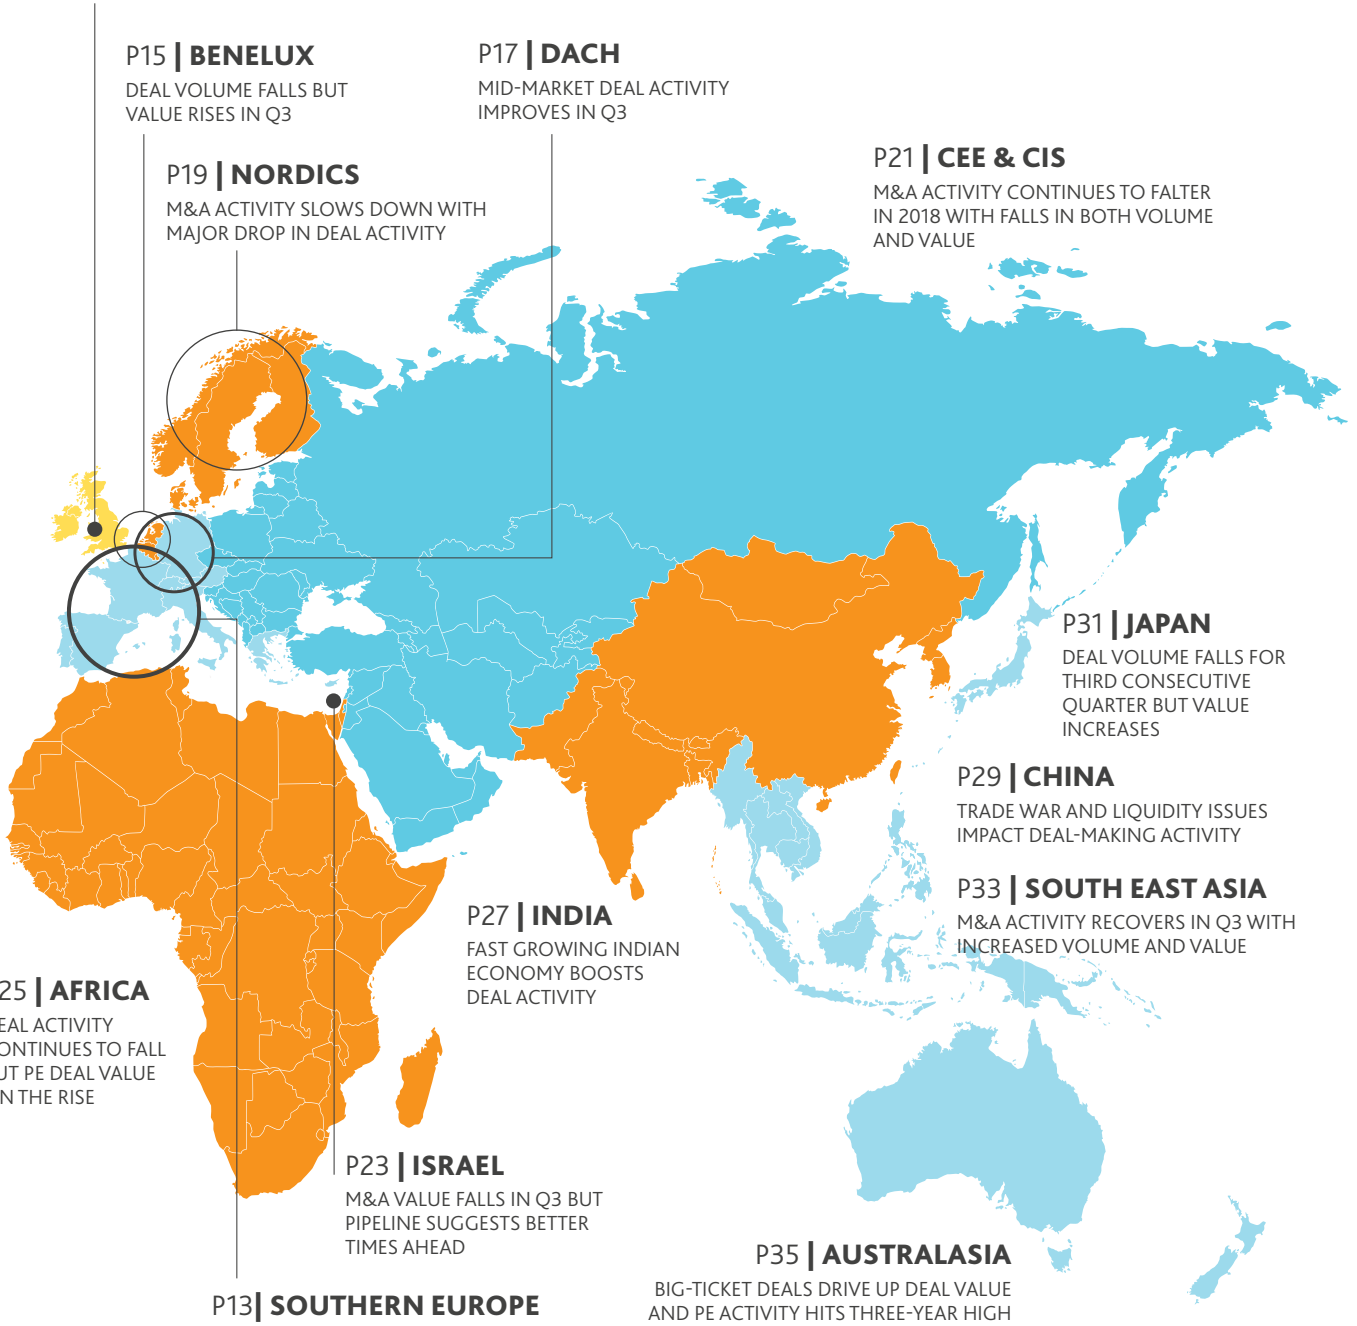 P15 | BENELUX
DEAL VOLUME FALLS BUT
VALUE RISES IN Q3
P17 | DACH
MID-MARKET DEAL ACTIVITY
IMPROVES IN Q3
P19 | NORDICS
M&A ACTIVITY SLOWS DOWN WITH
MAJOR DROP IN DEAL ACTIVITY
P21 | CEE & CIS
M&A ACTIVITY CONTINUES TO FALTER
IN 2018 WITH FALLS IN BOTH VOLUME
AND VALUE
P31 | JAPAN
DEAL VOLUME FALLS FOR
THIRD CONSECUTIVE
QUARTER BUT VALUE
INCREASES
P29 | CHINA
TRADE WAR AND LIQUIDITY ISSUES
IMPACT DEAL-MAKING ACTIVITY
P33 | SOUTH EAST ASIA
M&A ACTIVITY RECOVERS IN Q3 WITH
INCREASED VOLUME AND VALUE
P27 | INDIA
FAST GROWING INDIAN
ECONOMY BOOSTS
DEAL ACTIVITY
25 | AFRICA
EAL ACTIVITY
ONTINUES TO FALL
UT PE DEAL VALUE
N THE RISE
P23 | ISRAEL
M&A VALUE FALLS IN Q3 BUT
PIPELINE SUGGESTS BETTER
TIMES AHEAD
P35 | AUSTRALASIA
BIG-TICKET DEALS DRIVE UP DEAL VALUE
AND PE ACTIVITY HITS THREE-YEAR HIGH
P13| SOUTHERN EUROPE